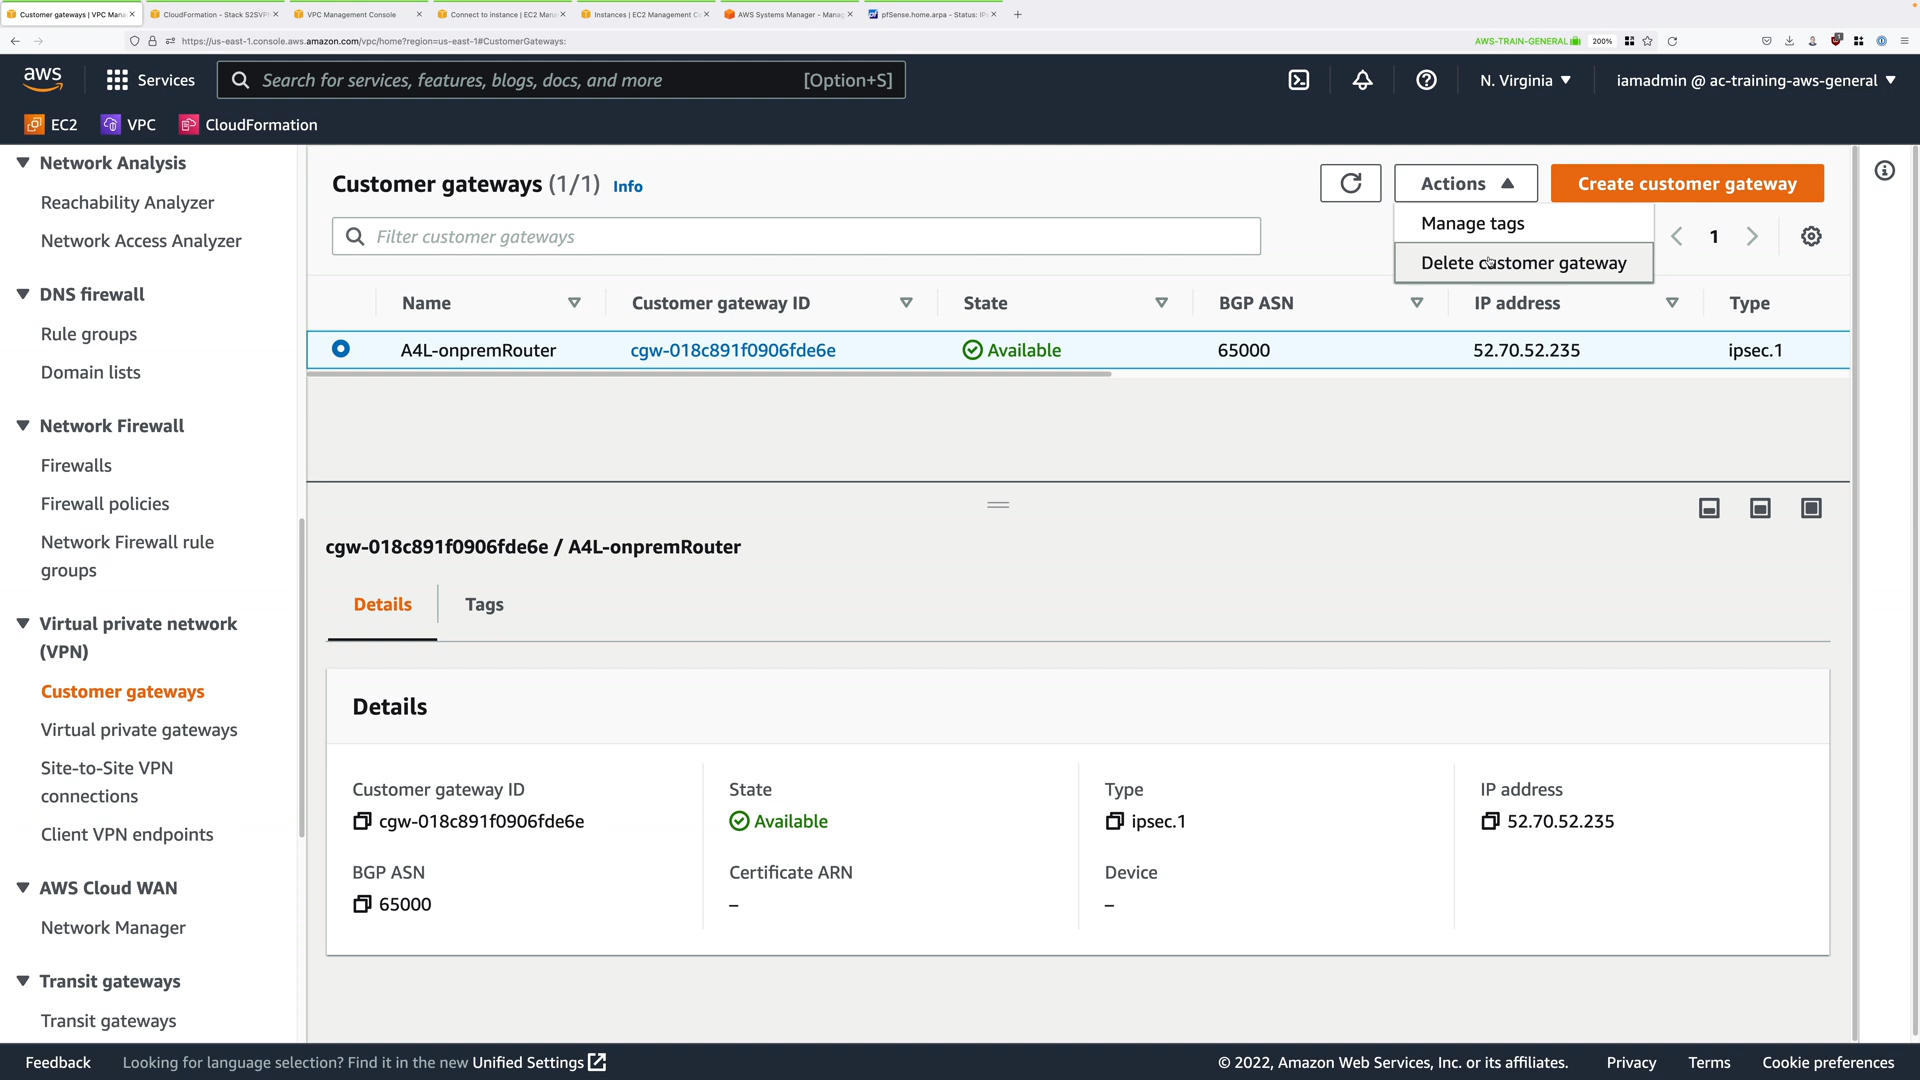 Customer gateways | VPC Mana
CloudFormation - Stack S2SVP
VPC Management Console
Connect to instance | EC2 Man
Instances | EC2 Management C
AWS Systems Manager - Manag
pfSense.home.arpa - Status: IP
https://us-east-1.console.aws.amazon.com/vpc/home?region=us-east-1#CustomerGateways:
AWS-TRAIN-GENERAL
200%
aws
Services
Search for services, features, blogs, docs, and more
[Option+S]
N. Virginia
iamadmin @ ac-training-aws-general
EC2
VPC
CloudFormation
Network Analysis
Reachability Analyzer
Network Access Analyzer
DNS firewall
Rule groups
Domain lists
Network Firewall
Firewalls
Firewall policies
Network Firewall rule
groups
Virtual private network
(VPN)
Customer gateways
Virtual private gateways
Site-to-Site VPN
connections
Client VPN endpoints
AWS Cloud WAN
Network Manager
Transit gateways
Transit gateways
Customer gateways (1/1) Info
Actions
Create customer gateway
Manage tags
Delete customer gateway
Filter customer gateways
1
Name
Customer gateway ID
State
BGP ASN
IP address
Type
A4L-onpremRouter
cgw-018c891f0906fde6e
Available
65000
52.70.52.235
ipsec.1
cgw-018c891f0906fde6e / A4L-onpremRouter
Details
Tags
Details
Customer gateway ID
cgw-018c891f0906fde6e
State
Available
Type
ipsec.1
IP address
52.70.52.235
BGP ASN
65000
Certificate ARN
–
Device
–
Feedback
Looking for language selection? Find it in the new Unified Settings
© 2022, Amazon Web Services, Inc. or its affiliates.
Privacy
Terms
Cookie preferences